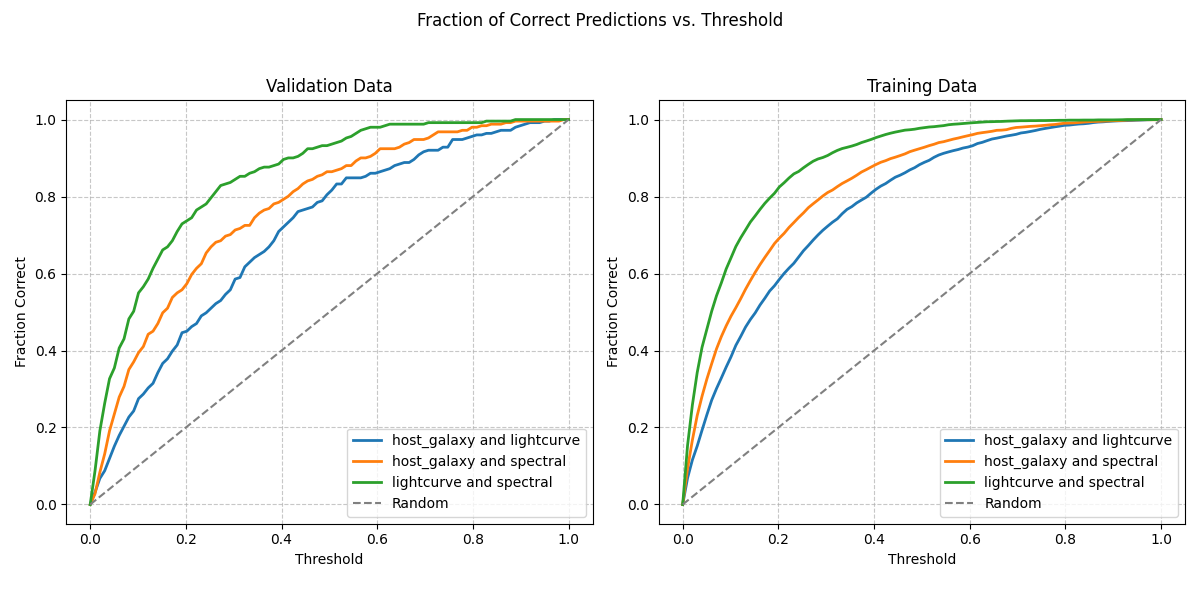 Fraction of Correct Predictions vs. Threshold
Validation Data
Fraction Correct
1.0
0.8
0.6
0.4
0.2
0.0
host_galaxy and lightcurve
host_galaxy and spectral
lightcurve and spectral
Random
0.0 0.2 0.4 0.6 0.8 1.0
Threshold
Training Data
Fraction Correct
1.0
0.8
0.6
0.4
0.2
0.0
host_galaxy and lightcurve
host_galaxy and spectral
lightcurve and spectral
Random
0.0 0.2 0.4 0.6 0.8 1.0
Threshold